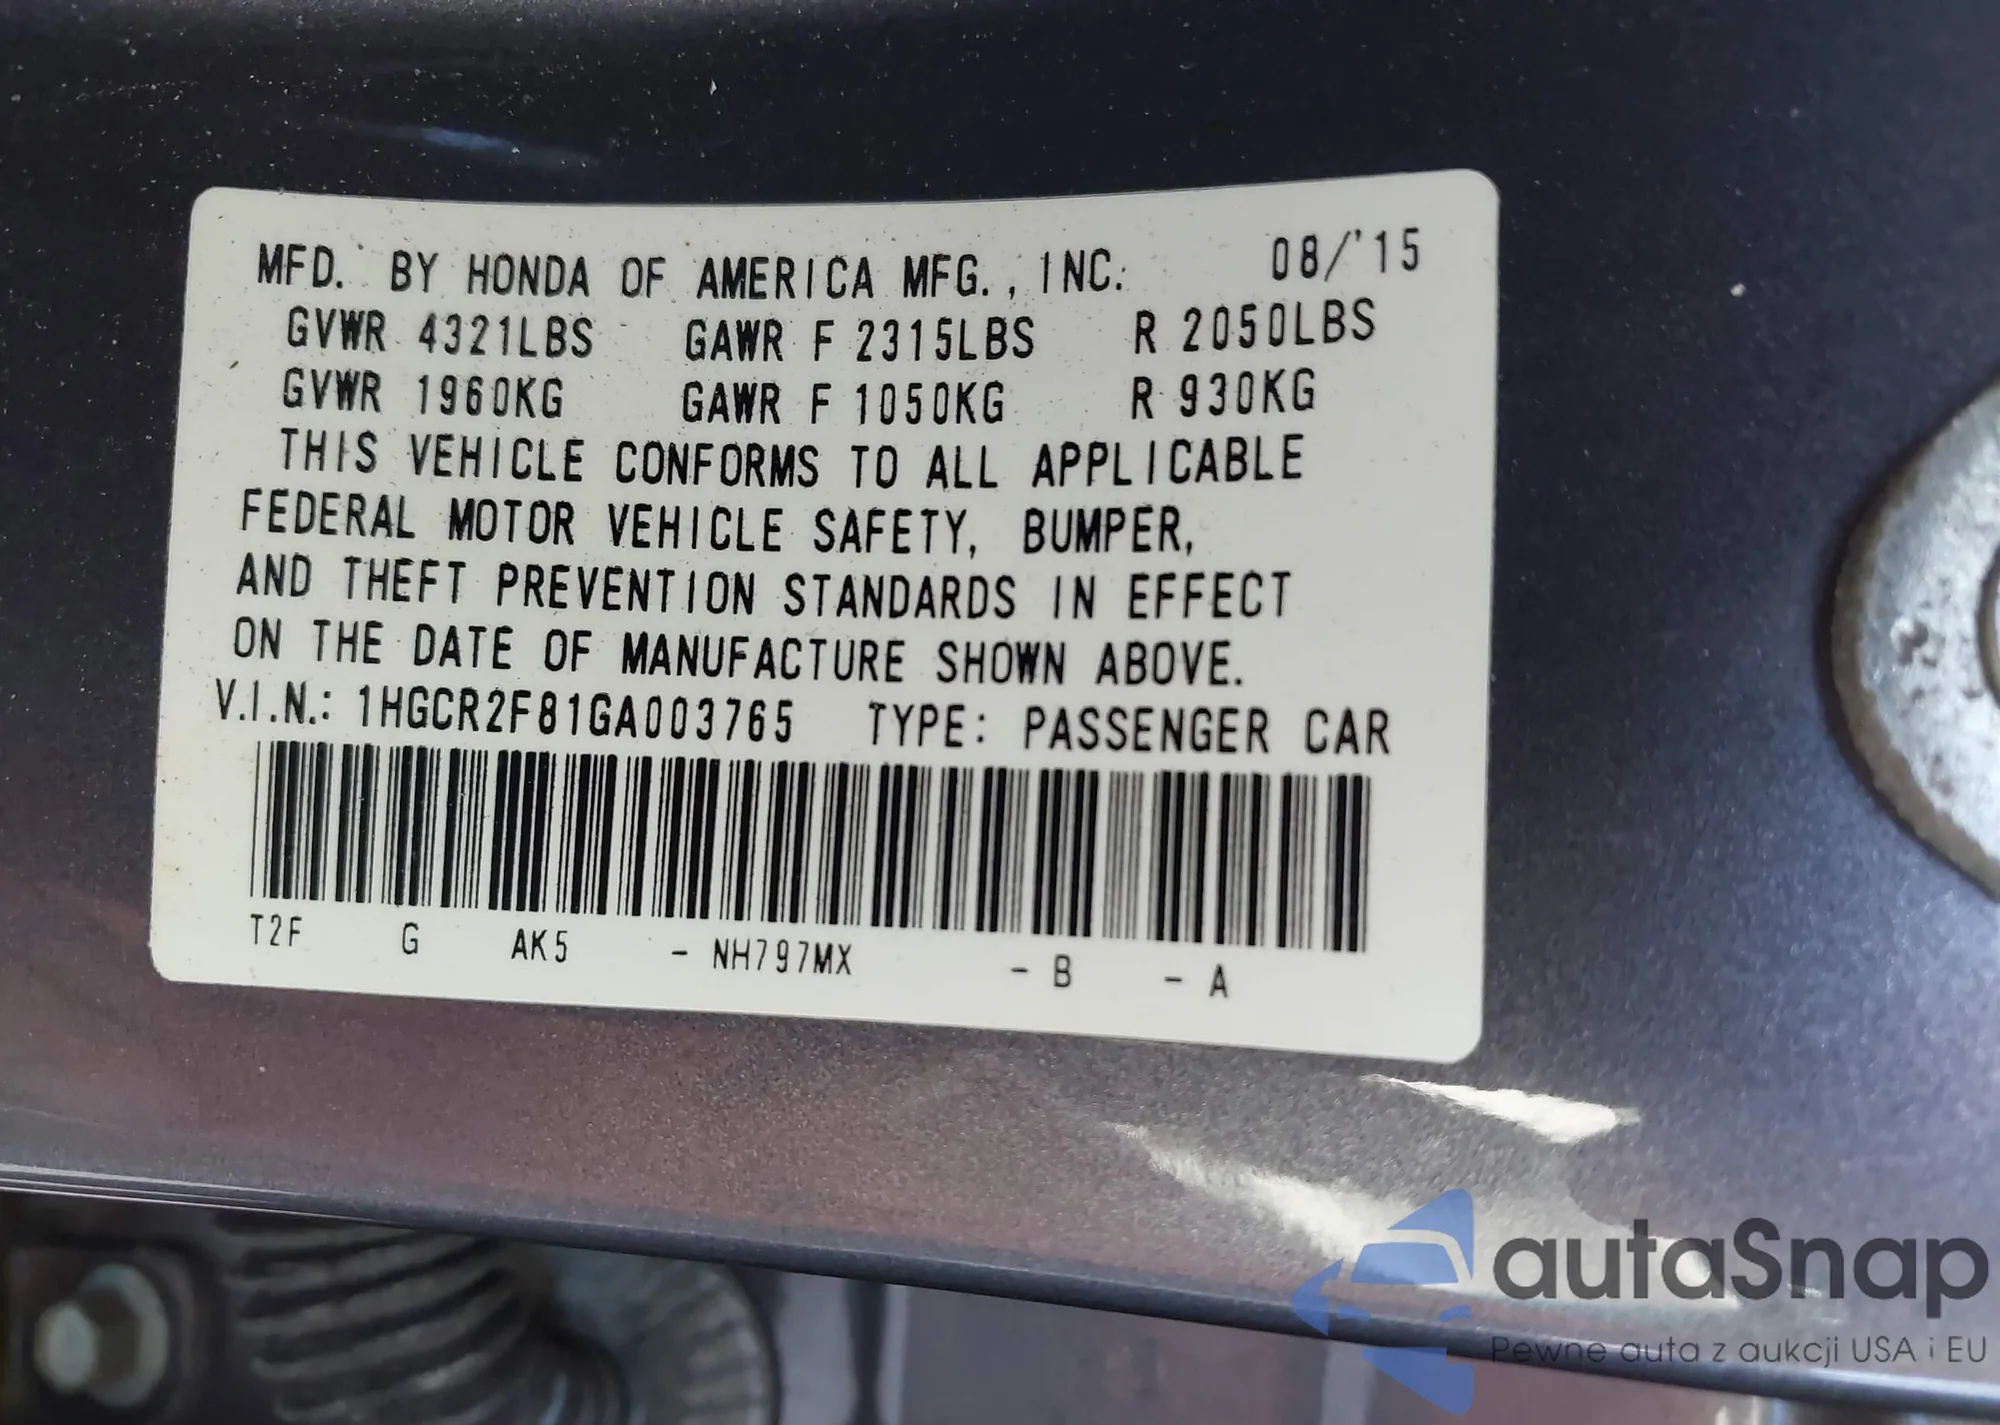 MFD. BY HONDA OF AMERICA MFG., INC. 08/'15
GVWR 4321LBS GAWR F 2315LBS R 2050LBS
GVWR 1960KG GAWR F 1050KG R 930KG
THIS VEHICLE CONFORMS TO ALL APPLICABLE
FEDERAL MOTOR VEHICLE SAFETY, BUMPER,
AND THEFT PREVENTION STANDARDS IN EFFECT
ON THE DATE OF MANUFACTURE SHOWN ABOVE.
V.I.N.: 1HGCR2F81GA003765 TYPE: PASSENGER CAR
T2F G AK5 - NH797MX - B - A
autaSnap
Pewne auta z aukcji USA i EU